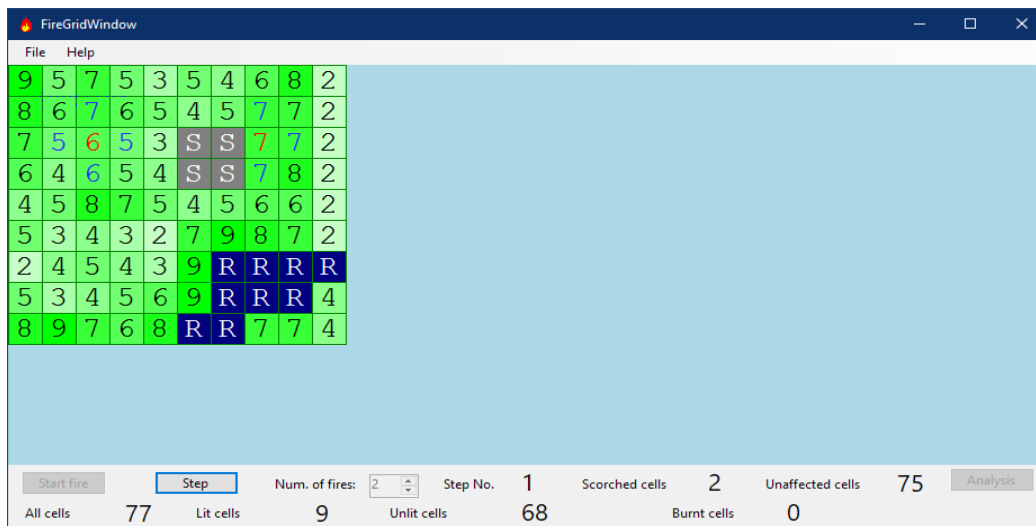 FireGridWindow
File Help
9 5 7 5 3 5 4 6 8 2
8 6 7 6 5 4 5 7 7 2
7 5 6 5 3 S S 7 7 2
6 4 6 5 4 S S 7 8 2
4 5 8 7 5 4 5 6 6 2
5 3 4 3 2 7 9 8 7 2
2 4 5 4 3 9 R R R R
5 3 4 5 6 9 R R R 4
8 9 7 6 8 R R 7 7 4
Start fire Step Num. of fires: 2 Step No. 1 Scorched cells 2 Unaffected cells 75 Analysis
All cells 77 Lit cells 9 Unlit cells 68 Burnt cells 0